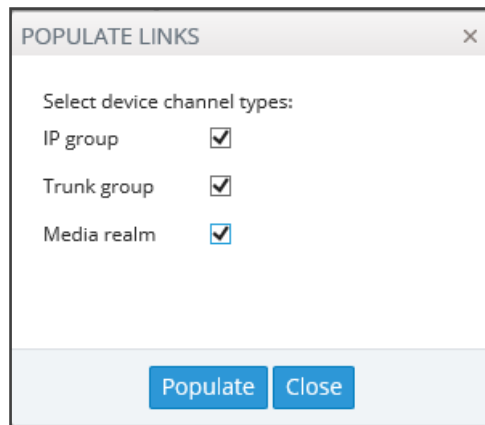 POPULATE LINKS
Select device channel types:
IP group
Trunk group
Media realm
Populate Close